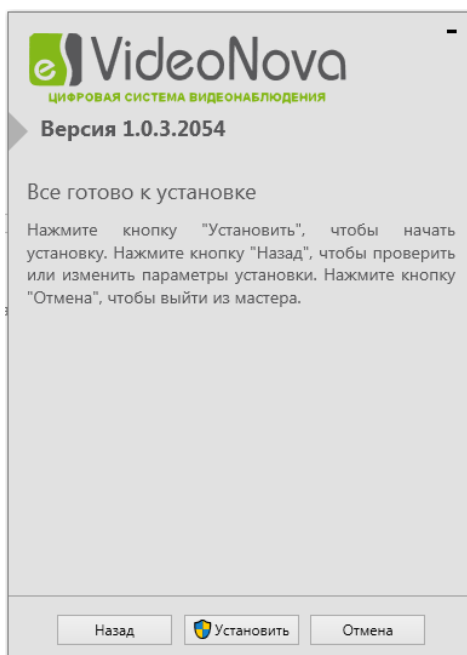 eS VideoNova
ЦИФРОВАЯ СИСТЕМА ВИДЕОНАБЛЮДЕНИЯ
Версия 1.0.3.2054
Все готово к установке
Нажмите кнопку "Установить", чтобы начать
установку. Нажмите кнопку "Назад", чтобы проверить
или изменить параметры установки. Нажмите кнопку
"Отмена", чтобы выйти из мастера.
Назад Установить Отмена